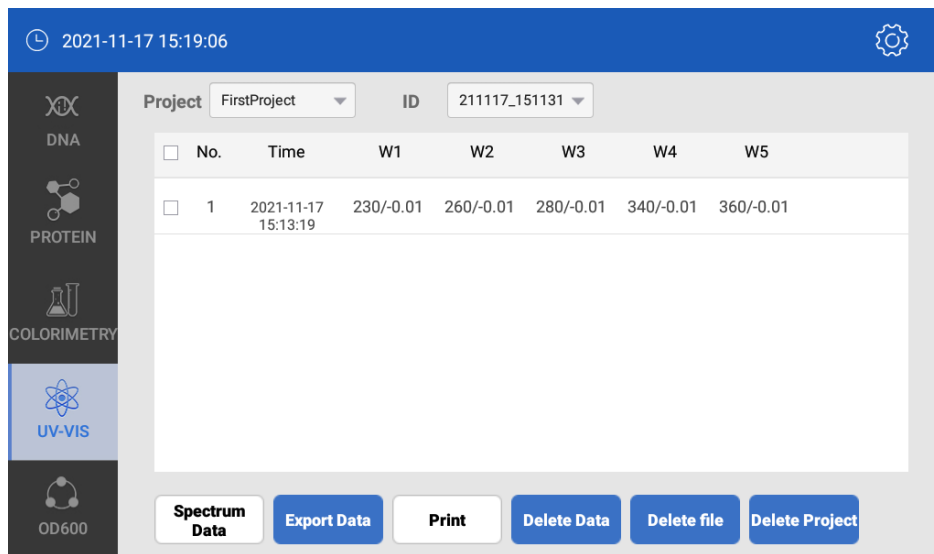 2021-11-17 15:19:06
DNA
PROTEIN
COLORIMETRY
UV-VIS
OD600
Project FirstProject ID 211117_151131
No. Time W1 W2 W3 W4 W5
1 2021-11-17 230/-0.01 260/-0.01 280/-0.01 340/-0.01 360/-0.01
15:13:19
Spectrum
Data
Export Data
Print
Delete Data
Delete file
Delete Project